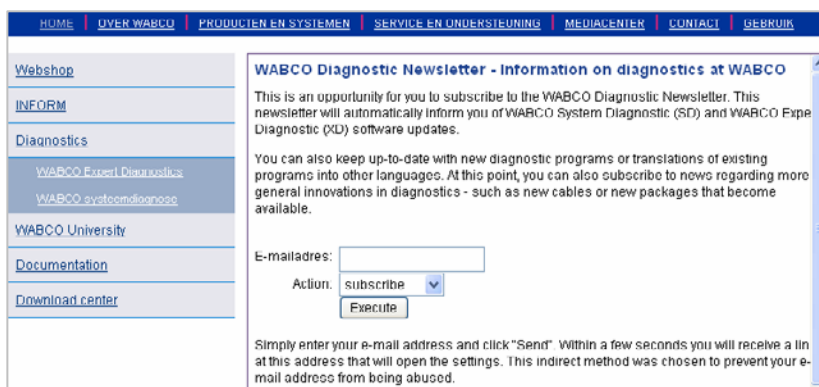 HOME OVER WABCO PRODUCTEN EN SYSTEMEN SERVICE EN ONDERSTEUNING MEDIACENTER CONTACT GEBRUIK
Webshop
INFORM
Diagnostics
WABCO Expert Diagnostics
WABCO systeemdiagnose
WABCO University
Documentation
Download center
WABCO Diagnostic Newsletter - Information on diagnostics at WABCO
This is an opportunity for you to subscribe to the WABCO Diagnostic Newsletter. This
newsletter will automatically inform you of WABCO System Diagnostic (SD) and WABCO Expe
Diagnostic (XD) software updates.
You can also keep up-to-date with new diagnostic programs or translations of existing
programs into other languages. At this point, you can also subscribe to news regarding more
general innovations in diagnostics - such as new cables or new packages that become
available.
E-mailadres:
Action: subscribe
Execute
Simply enter your e-mail address and click "Send". Within a few seconds you will receive a lin
at this address that will open the settings. This indirect method was chosen to prevent your e-
mail address from being abused.